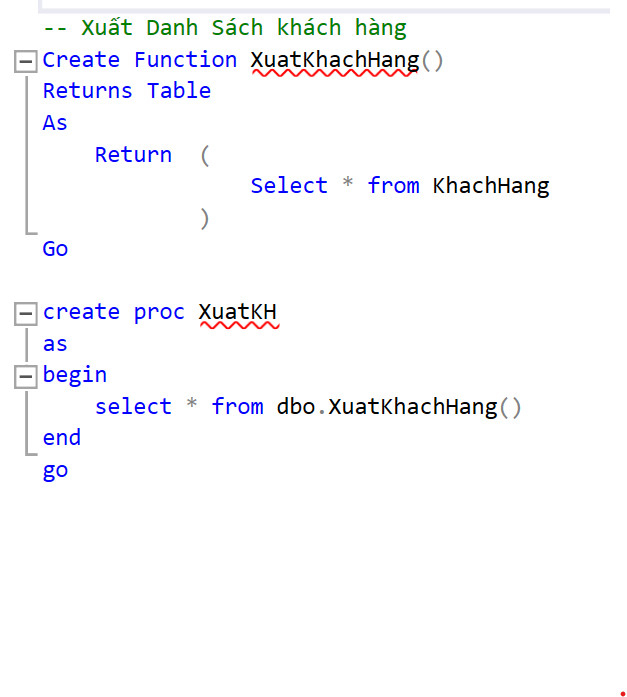 -- Xuất Danh Sách khách hàng
Create Function XuatKhachHang()
Returns Table
As
    Return  (
                Select * from KhachHang
            )
Go

create proc XuatKH
as
begin
    select * from dbo.XuatKhachHang()
end
go